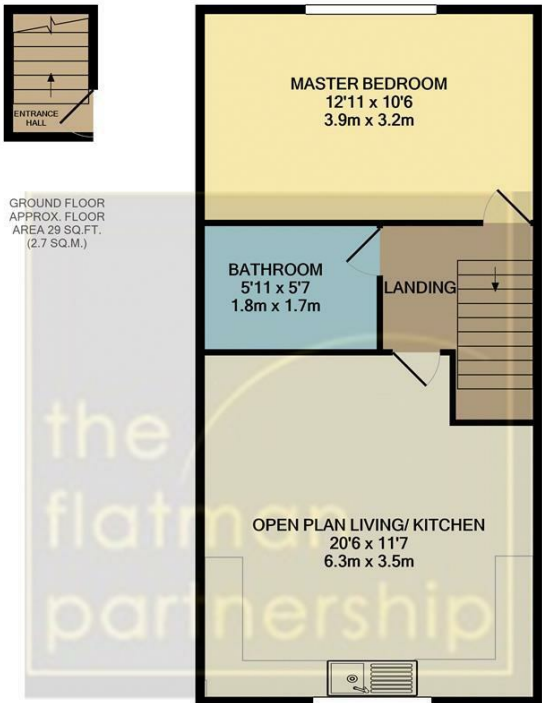 ENTRANCE
HALL
GROUND FLOOR
APPROX. FLOOR
AREA 29 SQ.FT.
(2.7 SQ.M.)
MASTER BEDROOM
12'11 x 10'6
3.9m x 3.2m
BATHROOM
5'11 x 5'7
1.8m x 1.7m
LANDING
OPEN PLAN LIVING/ KITCHEN
20'6 x 11'7
6.3m x 3.5m
the
flatman
partnership